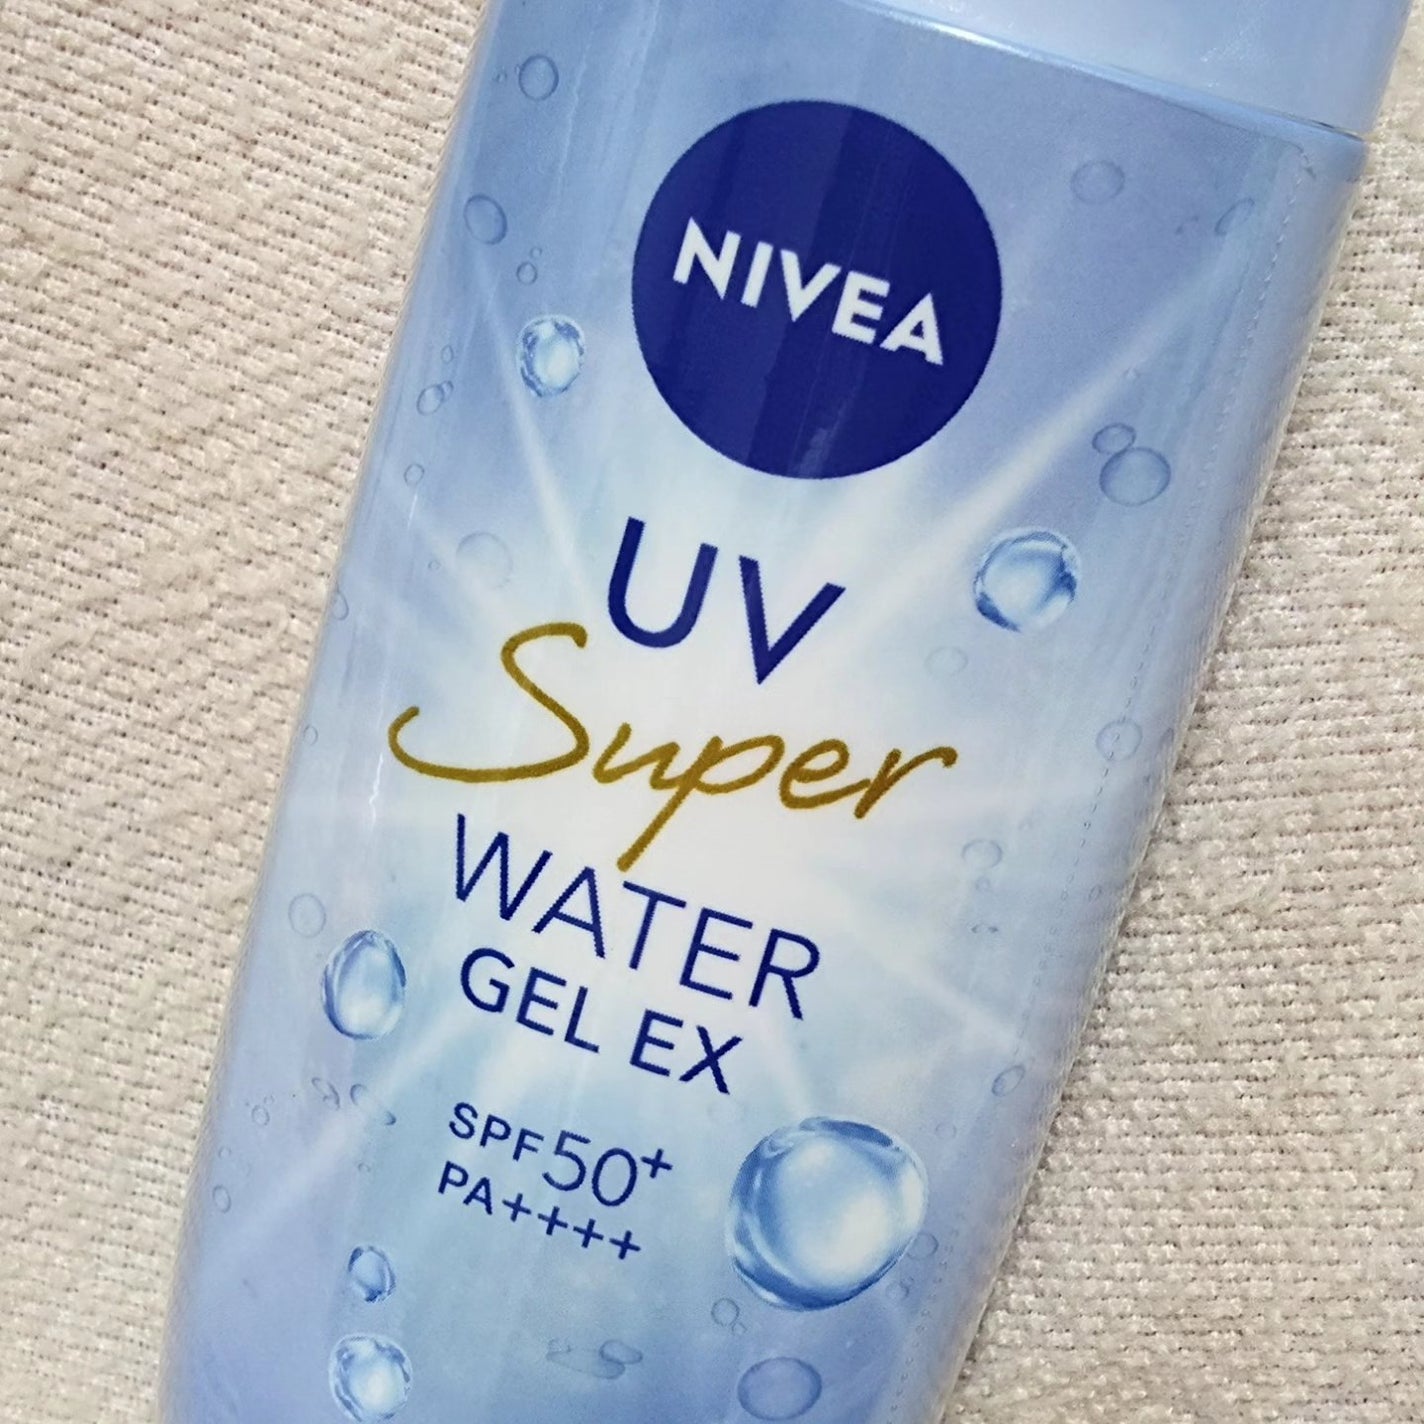 NIVEA
UV
Super
WATER
GEL EX
SPF50+
PA++++